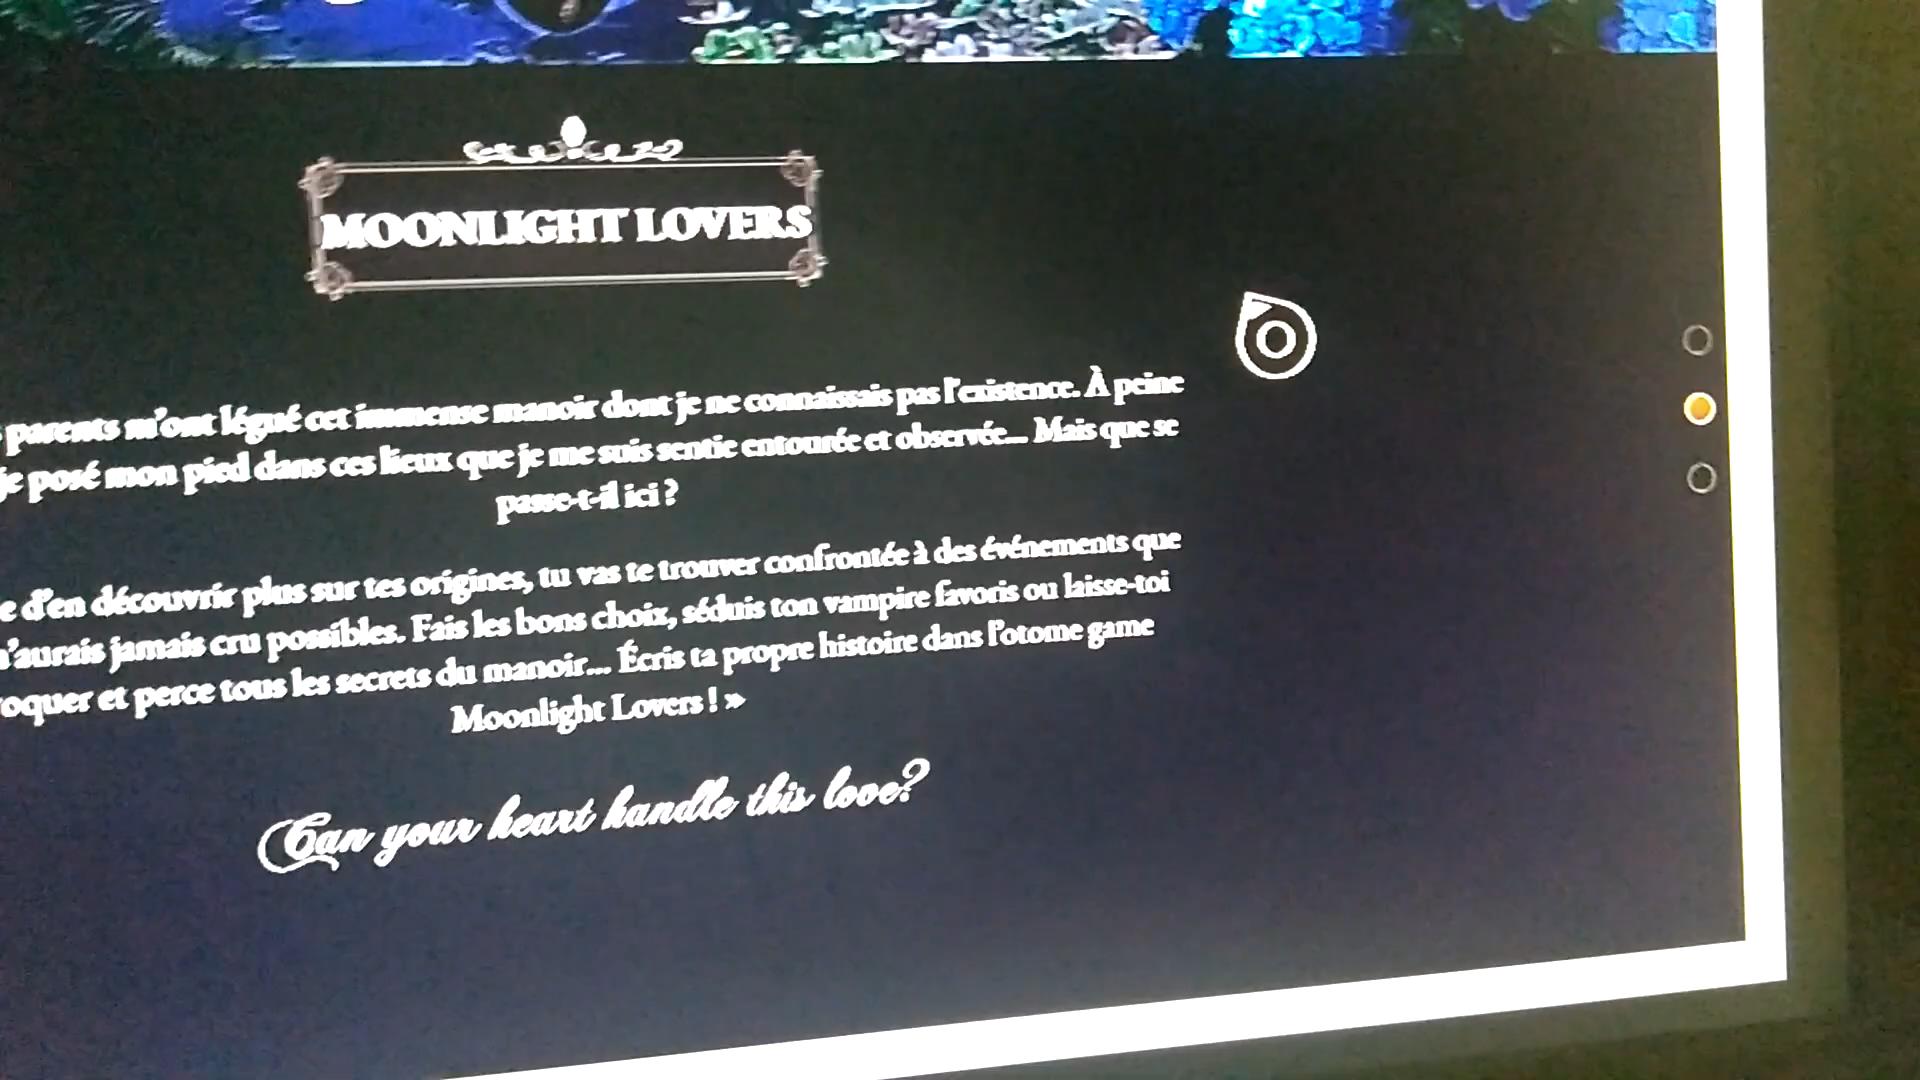 MOONLIGHT LOVERS
parents m'ont légué cet immense manoir dont je ne connaissais pas l'existence. À peine
je posé mon pied dans ces lieux que je me suis sentie entourée et observée... Mais que se
passe-t-il ici ?
d'en découvrir plus sur tes origines, tu vas te trouver confrontée à des événements que
n'aurais jamais cru possibles. Fais les bons choix, séduis ton vampire favoris ou laisse-toi
oquer et perce tous les secrets du manoir... Écris ta propre histoire dans l'otome game
Moonlight Lovers ! »
Can your heart handle this love?